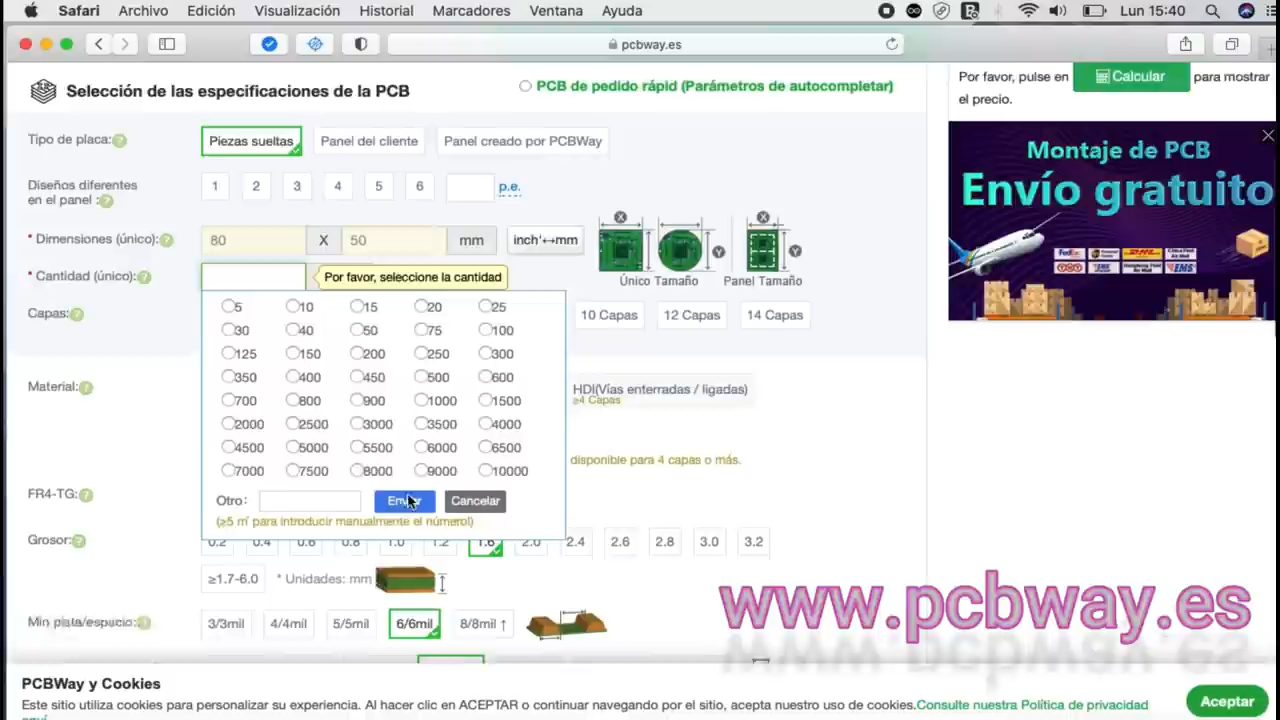 Safari Archivo Edición Visualización Historial Marcadores Ventana Ayuda Lun 15:40
pcbway.es
Selección de las especificaciones de la PCB
PCB de pedido rápid (Parámetros de autocompletar)
Tipo de placa:
Piezas sueltas Panel del cliente Panel creado por PCBWay
Diseños diferentes
en el panel :
1 2 3 4 5 6 p.e.
* Dimensiones (único):
80 X 50 mm inch'↔mm
X Y X Y
Único Tamaño Panel Tamaño
* Cantidad (único):
Por favor, seleccione la cantidad
5 10 15 20 25
30 40 50 75 100
125 150 200 250 300
350 400 450 500 600
700 800 900 1000 1500
2000 2500 3000 3500 4000
4500 5000 5500 6000 6500
7000 7500 8000 9000 10000
Otro: Cancelar
(≥5 ㎡ para introducir manualmente el número)
Capas:
10 Capas 12 Capas 14 Capas
Material:
HDI(Vías enterradas / ligadas)
≥4 Capas
disponible para 4 capas o más.
FR4-TG:
Grosor:
0.2 0.4 0.6 0.8 1.0 1.2 1.6 2.0 2.4 2.6 2.8 3.0 3.2
≥1.7-6.0 * Unidades: mm
Min pista/espacio:
3/3mil 4/4mil 5/5mil 6/6mil 8/8mil ↑
Por favor, pulse en Calcular para mostrar
el precio.
Montaje de PCB
Envío gratuito
FedEx DHL
TNT EMS
www.pcbway.es
PCBWay y Cookies
Este sitio utiliza cookies para personalizar su experiencia. Al hacer clic en ACEPTAR o continuar navegando por el sitio, acepta nuestro uso de cookies.Consulte nuestra Política de privacidad
aquí
Aceptar